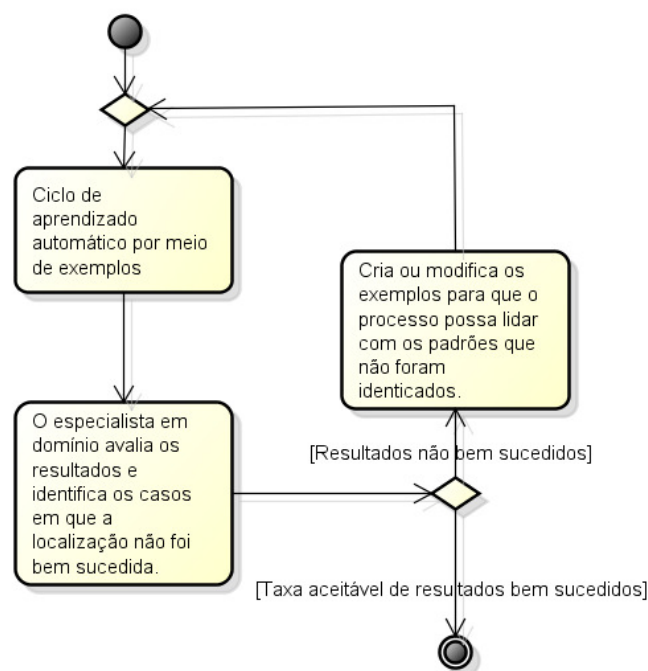 Ciclo de
aprendizado
automático por meio
de exemplos
Cria ou modifica os
exemplos para que o
processo possa lidar
com os padrões que
não foram
identicados.
O especialista em
domínio avalia os
resultados e
identifica os casos
em que a
localização não foi
bem sucedida.
[Resultados não bem sucedidos]
[Taxa aceitável de resultados bem sucedidos]